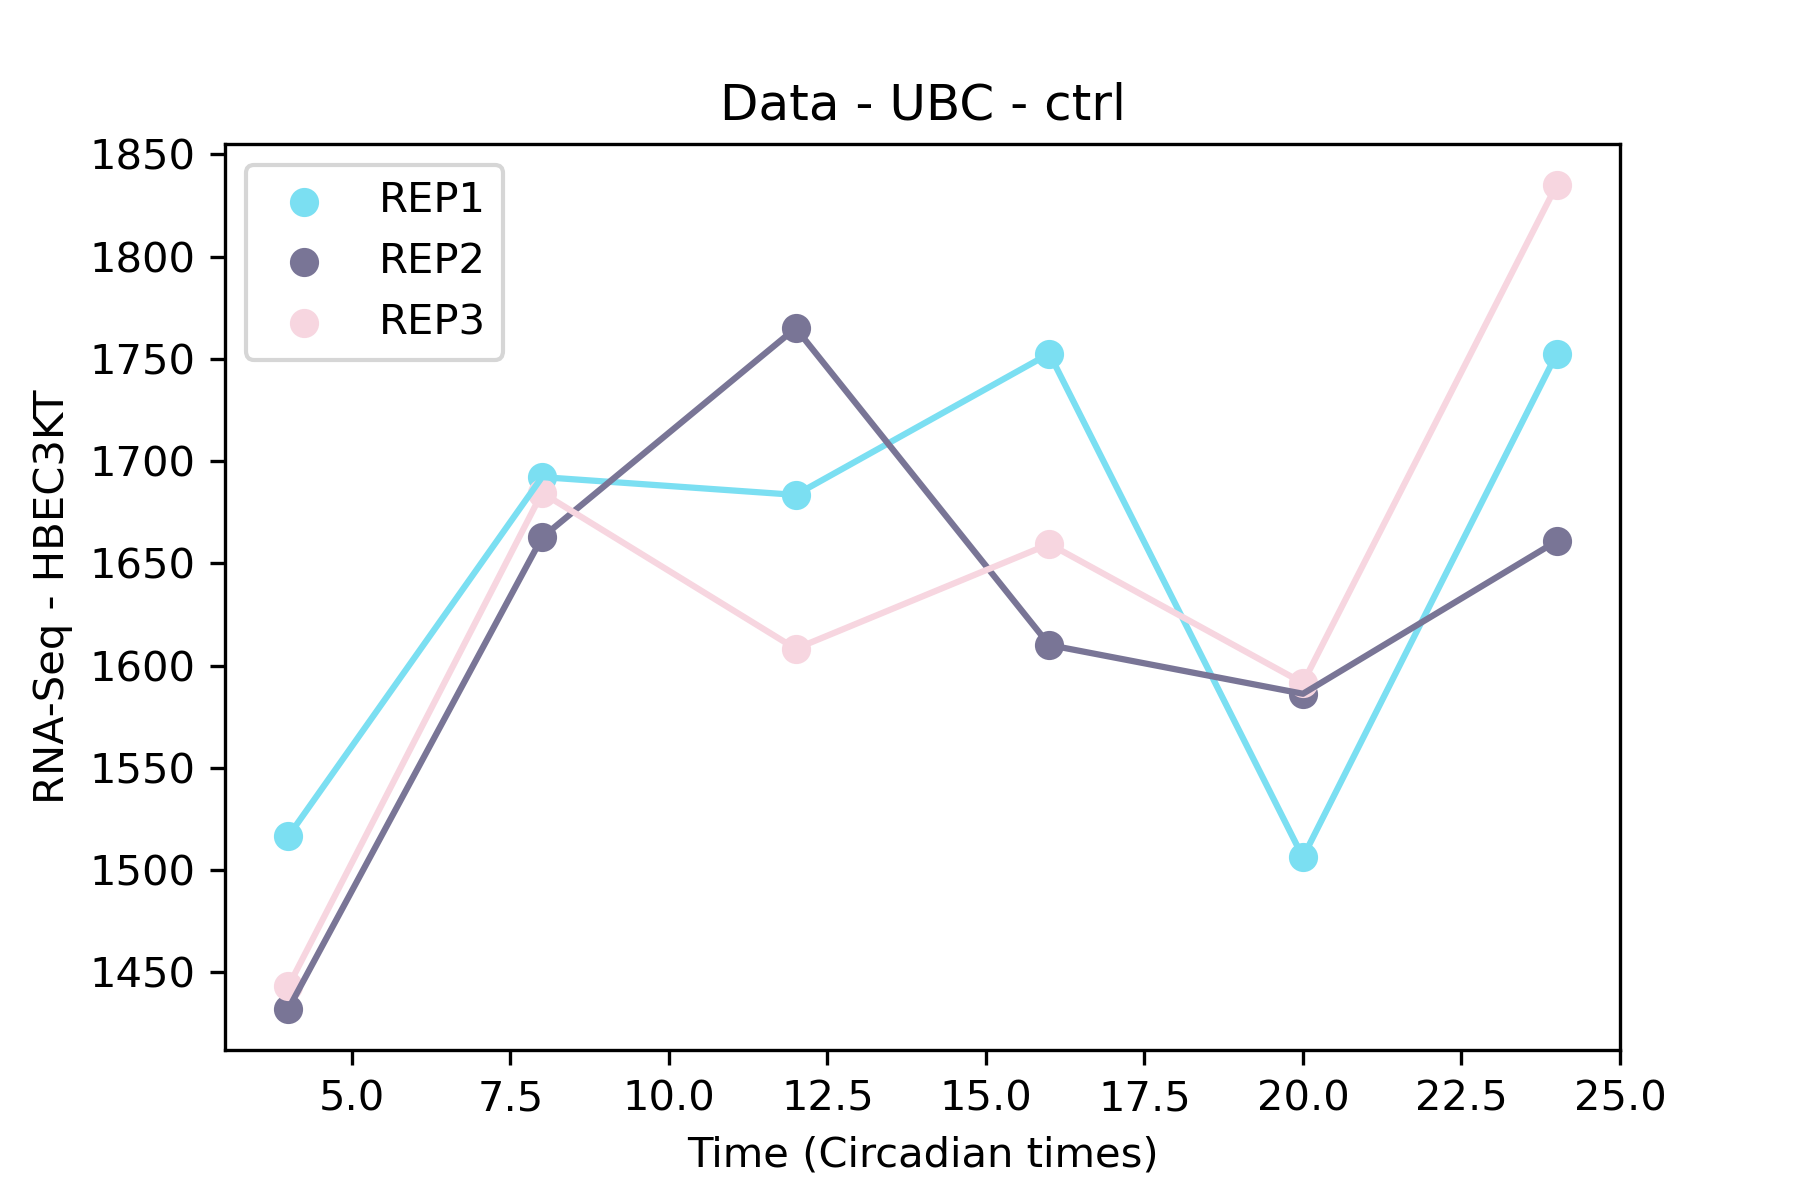 Data - UBC - ctrl
1850
1800
1750
1700
1650
1600
1550
1500
1450
RNA-Seq - HBEC3KT
REP1
REP2
REP3
5.0 7.5 10.0 12.5 15.0 17.5 20.0 22.5 25.0
Time (Circadian times)